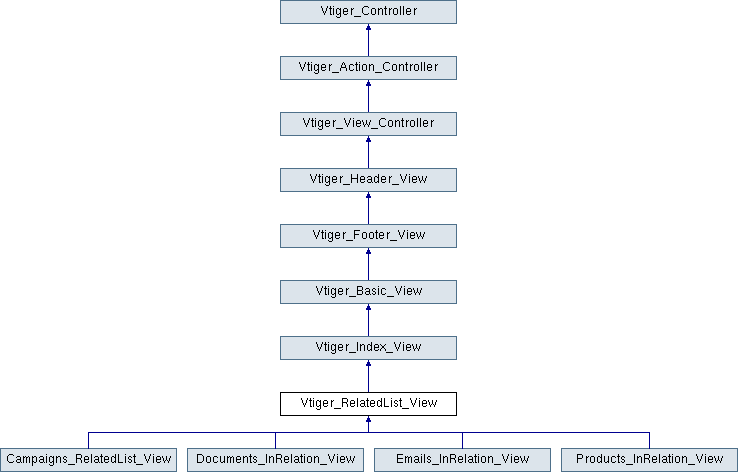 Vtiger_Controller
Vtiger_Action_Controller
Vtiger_View_Controller
Vtiger_Header_View
Vtiger_Footer_View
Vtiger_Basic_View
Vtiger_Index_View
Vtiger_RelatedList_View
Campaigns_RelatedList_View
Documents_InRelation_View
Emails_InRelation_View
Products_InRelation_View